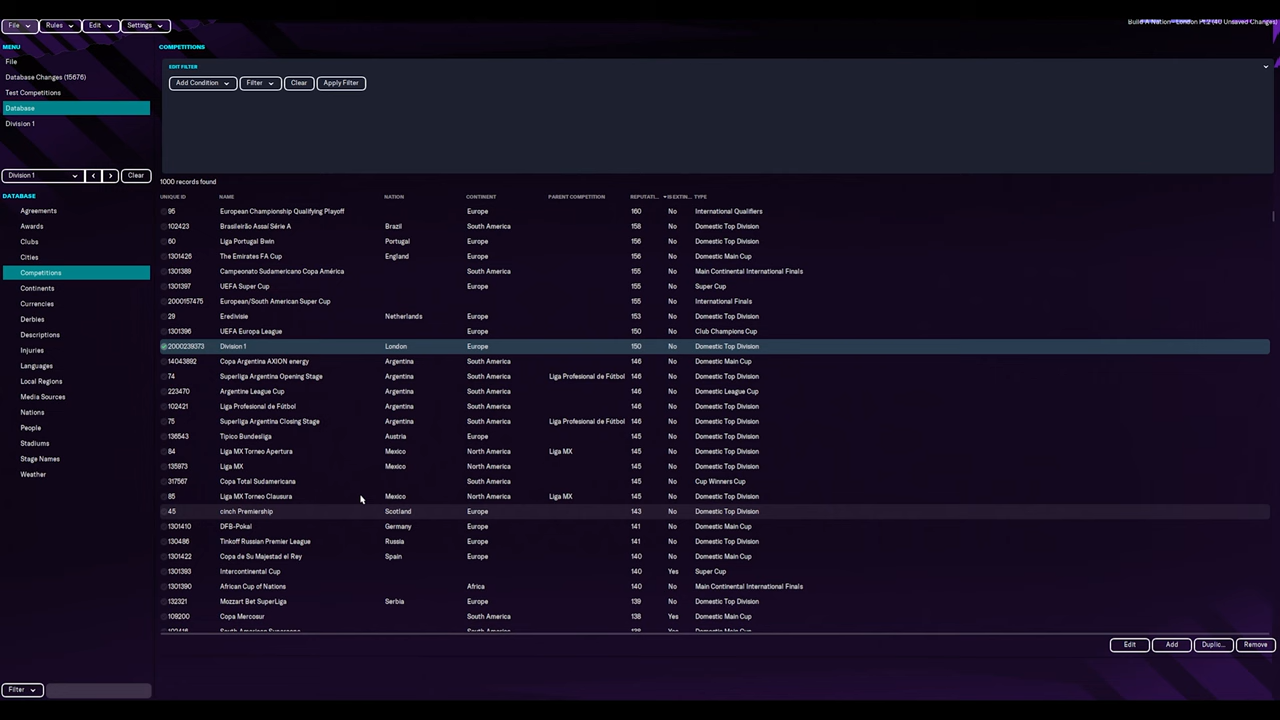 File Rules Edit Settings
Build A Nation - London Pt.2 (40 Unsaved Changes)
MENU
File
Database Changes (15676)
Test Competitions
Database
Division 1
Division 1 < > Clear
DATABASE
Agreements
Awards
Clubs
Cities
Competitions
Continents
Currencies
Derbies
Descriptions
Injuries
Languages
Local Regions
Media Sources
Nations
People
Stadiums
Stage Names
Weather
Filter
COMPETITIONS
EDIT FILTER
Add Condition Filter Clear Apply Filter
1000 records found
UNIQUE ID NAME NATION CONTINENT PARENT COMPETITION REPUTATI... IS EXTIN... TYPE
95 European Championship Qualifying Playoff Europe 160 No International Qualifiers
102423 Brasileirão Assaí Série A Brazil South America 158 No Domestic Top Division
60 Liga Portugal Bwin Portugal Europe 156 No Domestic Top Division
1301426 The Emirates FA Cup England Europe 156 No Domestic Main Cup
1301389 Campeonato Sudamericano Copa América South America 155 No Main Continental International Finals
1301397 UEFA Super Cup Europe 155 No Super Cup
2000157475 European/South American Super Cup 155 No International Finals
29 Eredivisie Netherlands Europe 153 No Domestic Top Division
1301396 UEFA Europa League Europe 150 No Club Champions Cup
2000239373 Division 1 London Europe 150 No Domestic Top Division
14043892 Copa Argentina AXION energy Argentina South America 146 No Domestic Main Cup
74 Superliga Argentina Opening Stage Argentina South America Liga Profesional de Fútbol 146 No Domestic Top Division
223470 Argentine League Cup Argentina South America 146 No Domestic League Cup
102421 Liga Profesional de Fútbol Argentina South America 146 No Domestic Top Division
75 Superliga Argentina Closing Stage Argentina South America Liga Profesional de Fútbol 146 No Domestic Top Division
136543 Tipico Bundesliga Austria Europe 145 No Domestic Top Division
84 Liga MX Torneo Apertura Mexico North America Liga MX 145 No Domestic Top Division
135973 Liga MX Mexico North America 145 No Domestic Top Division
317567 Copa Total Sudamericana South America 145 No Cup Winners Cup
85 Liga MX Torneo Clausura Mexico North America Liga MX 145 No Domestic Top Division
45 cinch Premiership Scotland Europe 143 No Domestic Top Division
1301410 DFB-Pokal Germany Europe 141 No Domestic Main Cup
130486 Tinkoff Russian Premier League Russia Europe 141 No Domestic Top Division
1301422 Copa de Su Majestad el Rey Spain Europe 140 No Domestic Main Cup
1301393 Intercontinental Cup 140 Yes Super Cup
1301390 African Cup of Nations Africa 140 No Main Continental International Finals
132321 Mozzart Bet SuperLiga Serbia Europe 139 No Domestic Top Division
109200 Copa Mercosur South America 138 Yes Domestic Main Cup
South America 138 Yes Domestic Main Cup
Edit Add Duplic... Remove